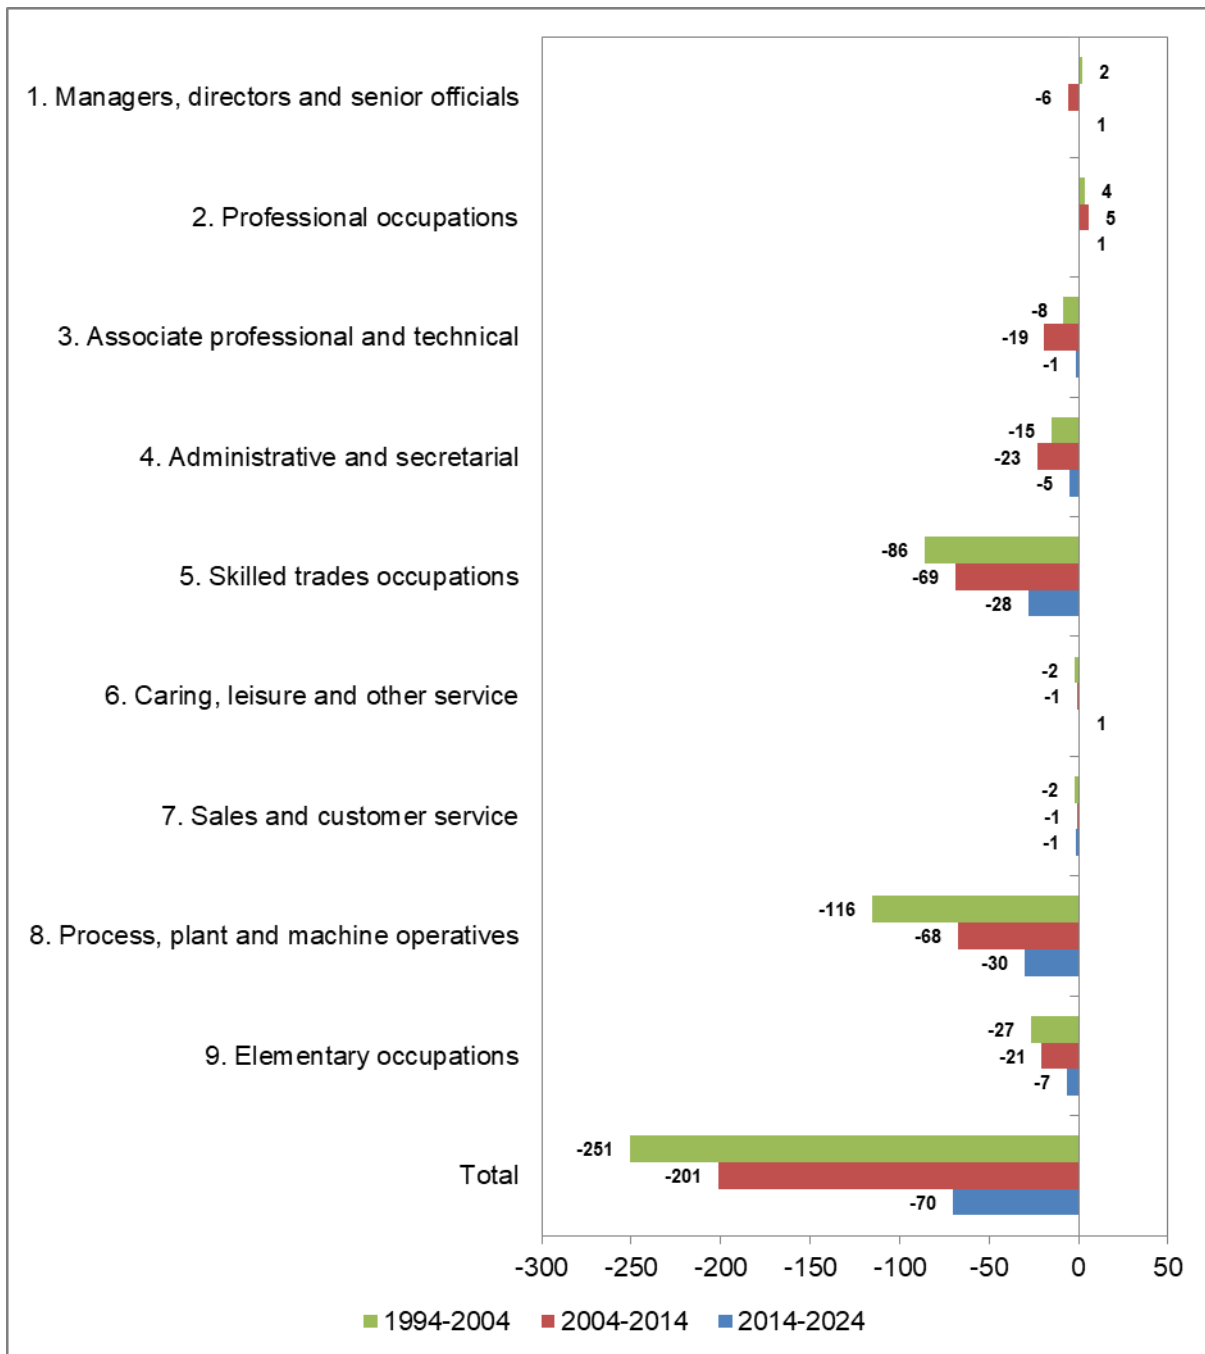 2
1. Managers, directors and senior officials
-6
1
4
2. Professional occupations
5
1
-8
3. Associate professional and technical
-19
-1
-15
4. Administrative and secretarial
-23
-5
-86
5. Skilled trades occupations
-69
-28
-2
6. Caring, leisure and other service
-1
1
-2
7. Sales and customer service
-1
-1
-116
8. Process, plant and machine operatives
-68
-30
-27
9. Elementary occupations
-21
-7
-251
Total
-201
-70
-300 -250 -200 -150 -100 -50 0 50
1994-2004 2004-2014 2014-2024